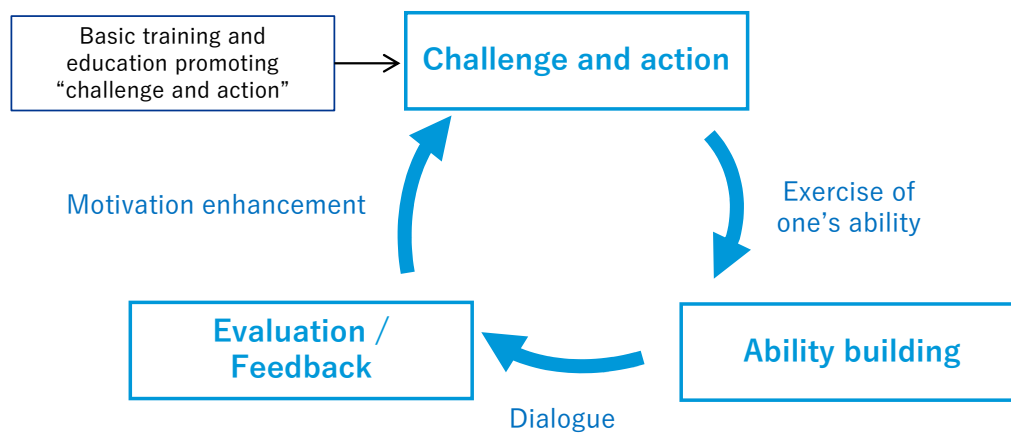 Basic training and
education promoting
“challenge and action”
Challenge and action
Motivation enhancement
Exercise of
one’s ability
Evaluation /
Feedback
Ability building
Dialogue